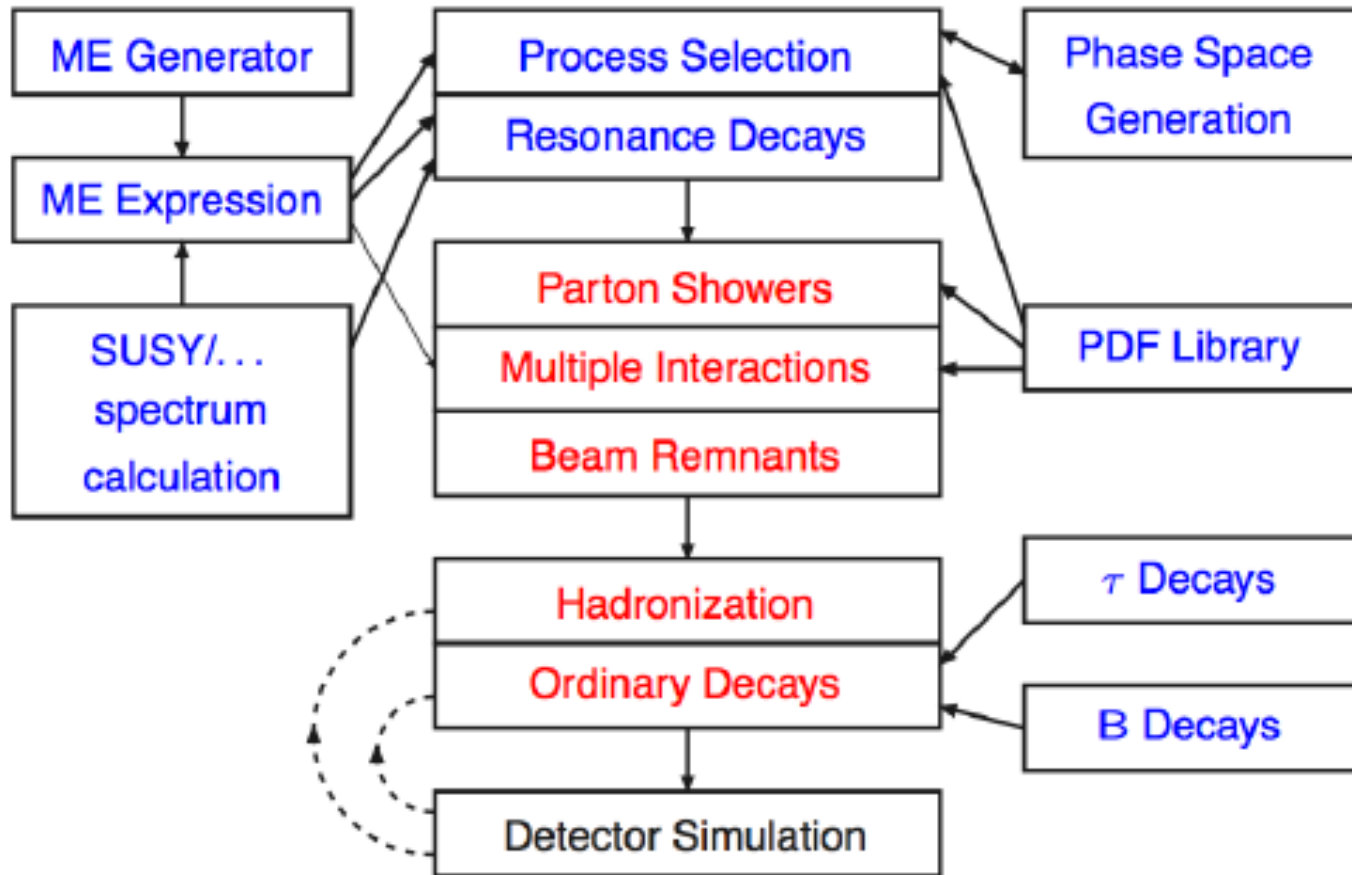 ME Generator
Process Selection
Phase Space
Generation
Resonance Decays
ME Expression
Parton Showers
SUSY/...
spectrum
calculation
Multiple Interactions
PDF Library
Beam Remnants
Hadronization
τ Decays
Ordinary Decays
B Decays
Detector Simulation